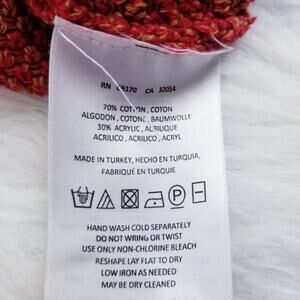 CA 32054
70% COTTON, COTON
ALGODON, COTONE, BAUMWOLLE
30% ACRYLIC, ACRILIQUE
ACRILICO, ACRILICO, ACRYL
MADE IN TURKEY, HECHO EN TURQUIA,
FABRIQUÉ EN TURQUIE
HAND WASH COLD SEPARATELY
DO NOT WRING OR TWIST
USE ONLY NON-CHLORINE BLEACH
RESHAPE LAY FLAT TO DRY
LOW IRON AS NEEDED
MAY BE DRY CLEANED